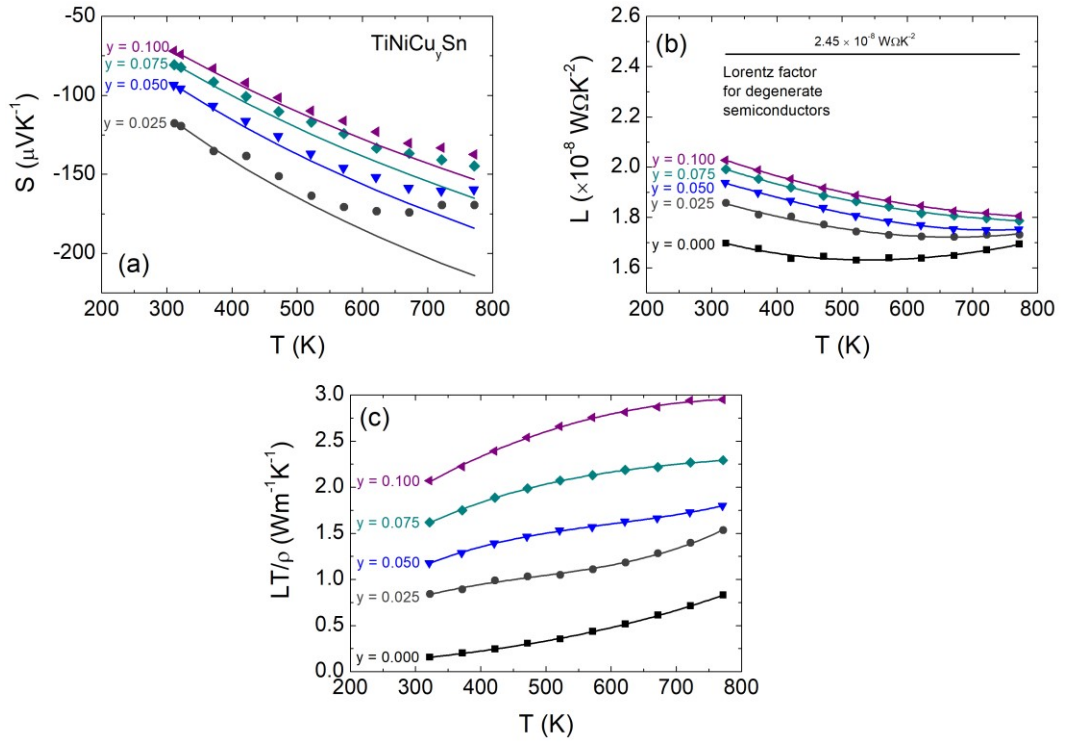 TiNiCu_ySn
y = 0.100
y = 0.075
y = 0.050
y = 0.025
-50
-100
-150
-200
S (μVK⁻¹)
(a)
200 300 400 500 600 700 800
T (K)
(b)
2.45 × 10⁻⁸ WΩK⁻²
Lorentz factor
for degenerate
semiconductors
2.6
2.4
2.2
2.0
1.8
1.6
L (×10⁻⁸ WΩK⁻²)
y = 0.100
y = 0.075
y = 0.050
y = 0.025
y = 0.000
200 300 400 500 600 700 800
T (K)
(c)
3.0
2.5
2.0
1.5
1.0
0.5
0.0
LT/ρ (Wm⁻¹K⁻¹)
y = 0.100
y = 0.075
y = 0.050
y = 0.025
y = 0.000
200 300 400 500 600 700 800
T (K)